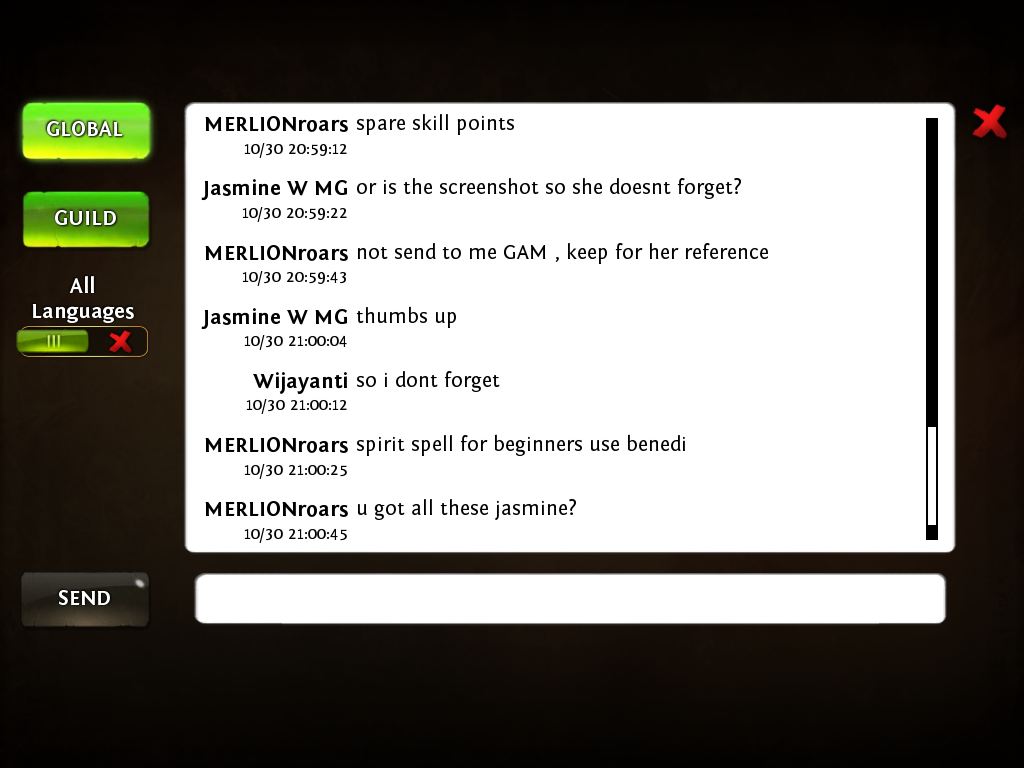 GLOBAL
GUILD
All
Languages
SEND
MERLIONroars spare skill points
10/30 20:59:12
Jasmine W MG or is the screenshot so she doesnt forget?
10/30 20:59:22
MERLIONroars not send to me GAM , keep for her reference
10/30 20:59:43
Jasmine W MG thumbs up
10/30 21:00:04
Wijayanti so i dont forget
10/30 21:00:12
MERLIONroars spirit spell for beginners use benedi
10/30 21:00:25
MERLIONroars u got all these jasmine?
10/30 21:00:45